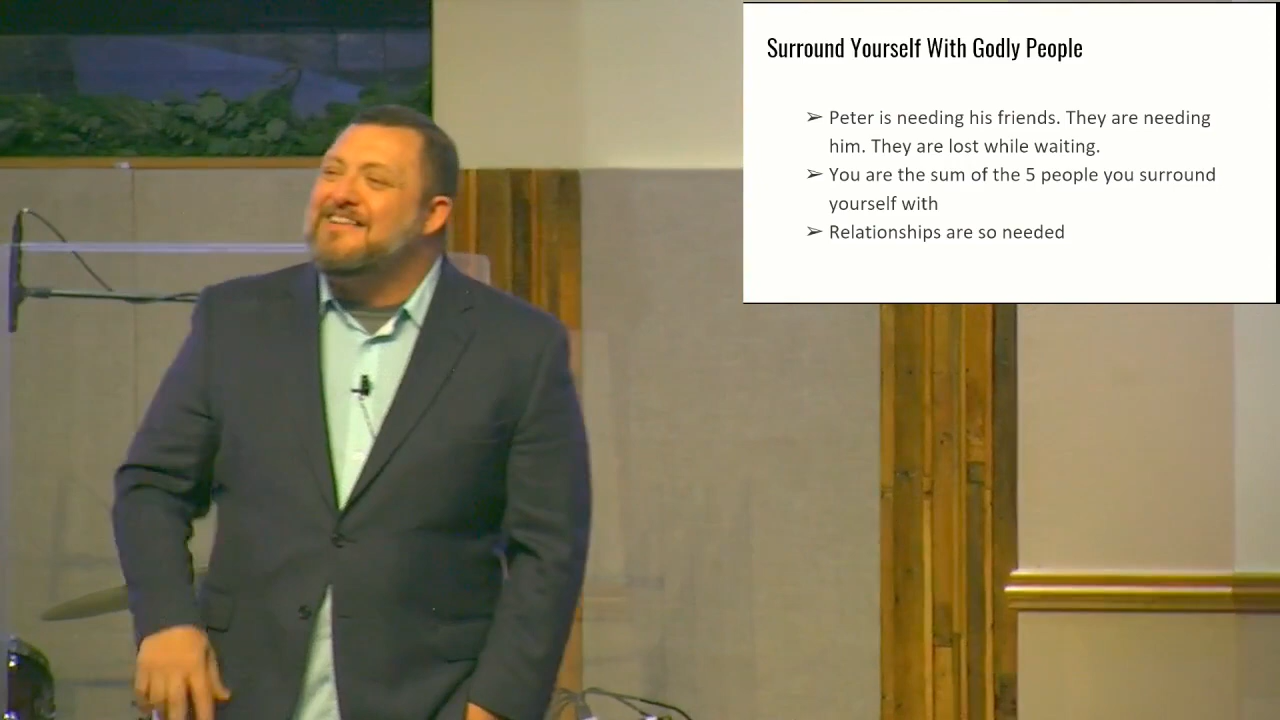 Surround Yourself With Godly People
➢ Peter is needing his friends. They are needing
him. They are lost while waiting.
➢ You are the sum of the 5 people you surround
yourself with
➢ Relationships are so needed